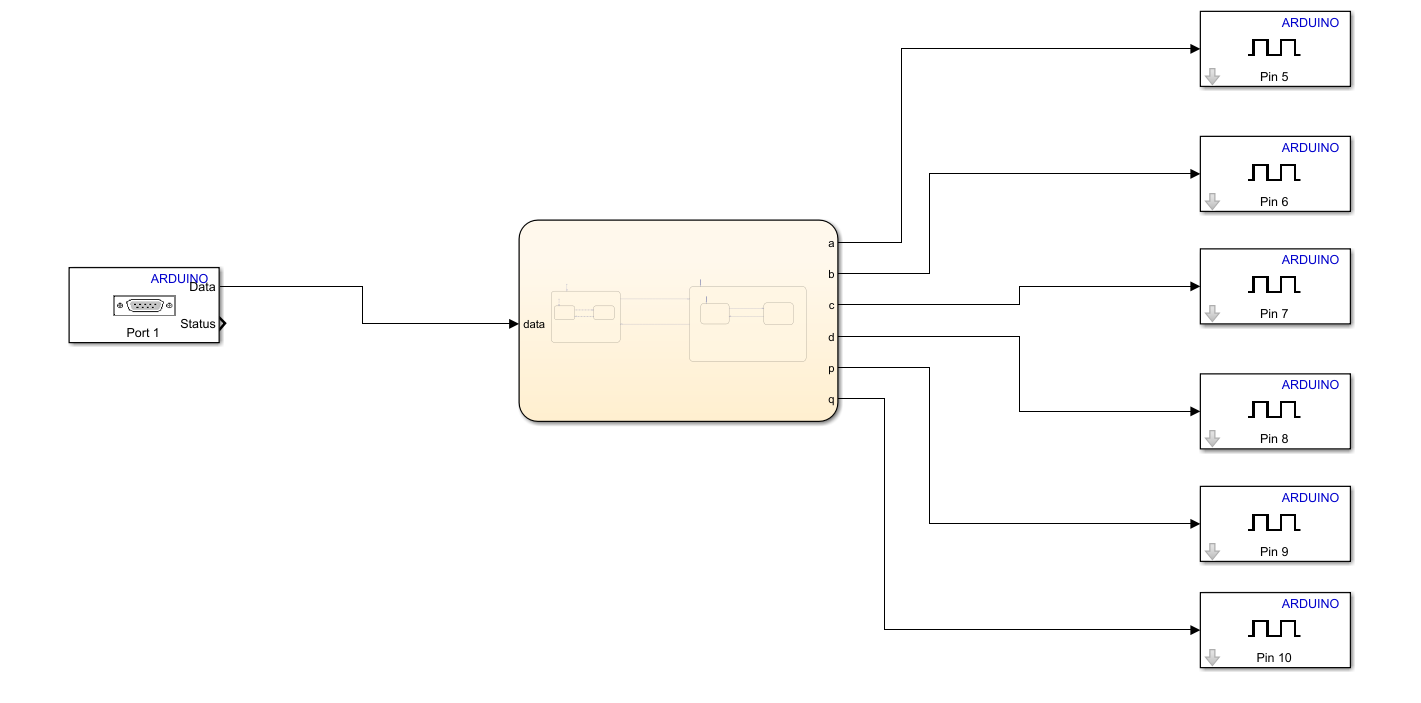 ARDUINO
Data
Status
Port 1
data
a
b
c
d
p
q
ARDUINO
Pin 5
ARDUINO
Pin 6
ARDUINO
Pin 7
ARDUINO
Pin 8
ARDUINO
Pin 9
ARDUINO
Pin 10